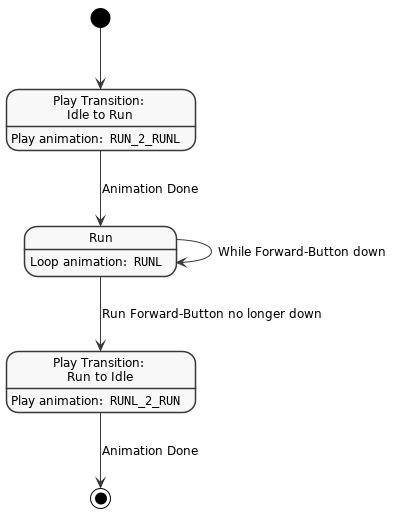 Play Transition:
Idle to Run
Play animation: RUN_2_RUNL
Animation Done
Run
While Forward-Button down
Loop animation: RUNL
Run Forward-Button no longer down
Play Transition:
Run to Idle
Play animation: RUNL_2_RUN
Animation Done